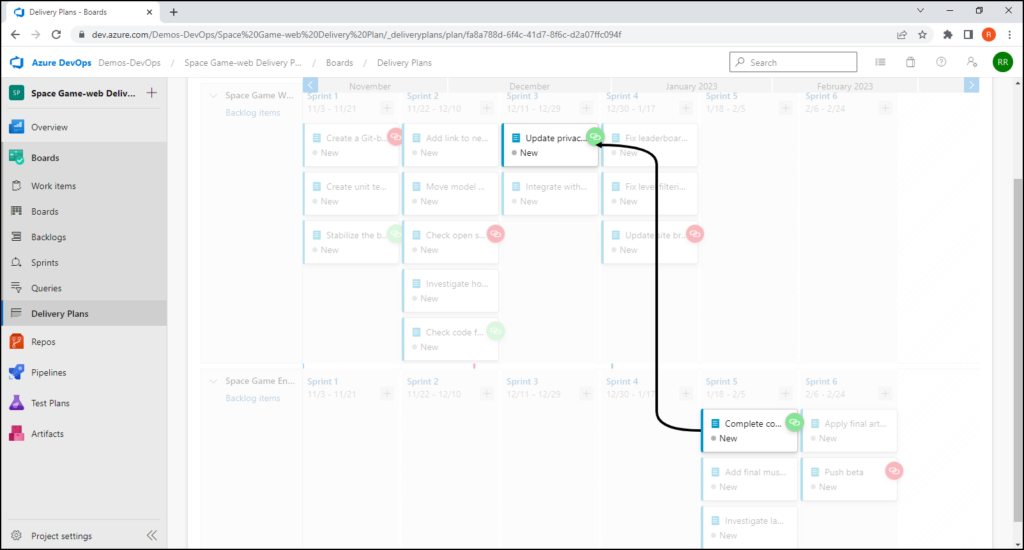 Delivery Plans - Boards
dev.azure.com/Demos-DevOps/Space%20Game-web%20Delivery%20Plan/_deliveryplans/plan/fa8a788d-6f4c-41d7-8f6c-d2a07ffc094f
R
Azure DevOps Demos-DevOps / Space Game-web Delivery P... / Boards / Delivery Plans
Search
RR
SP Space Game-web Deliv...
Overview
Boards
Work items
Boards
Backlogs
Sprints
Queries
Delivery Plans
Repos
Pipelines
Test Plans
Artifacts
Project settings
November December January 2023 February 2023
Space Game W...
Backlog items
Sprint 1 Sprint 2 Sprint 3 Sprint 4 Sprint 5 Sprint 6
11/3 - 11/21 11/22 - 12/10 12/11 - 12/29 12/30 - 1/17 1/18 - 2/5 2/6 - 2/24
Create a Git-b... Add link to ne... Update privac... Fix leaderboar...
New New New New
Create unit te... Move model ... Integrate with... Fix level filteri...
New New New New
Stabilize the b... Check open s... Update site br...
New New New
Investigate ho...
New
Check code f...
New
Space Game En...
Backlog items
Sprint 1 Sprint 2 Sprint 3 Sprint 4 Sprint 5 Sprint 6
11/3 - 11/21 11/22 - 12/10 12/11 - 12/29 12/30 - 1/17 1/18 - 2/5 2/6 - 2/24
Complete co... Apply final art...
New New
Add final mus... Push beta
New New
Investigate la...
New